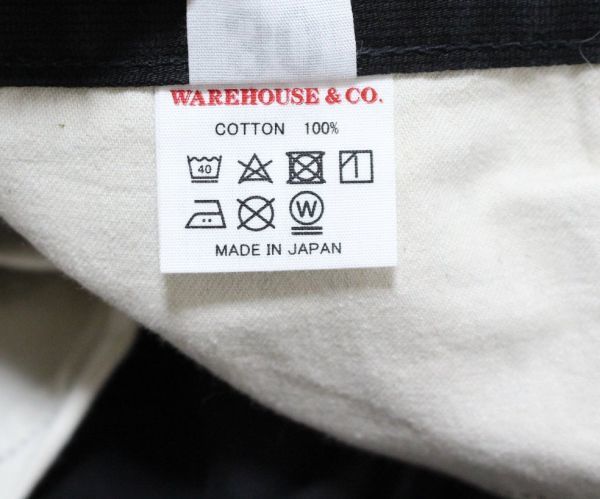 WAREHOUSE & CO.
COTTON 100%
40
W
MADE IN JAPAN